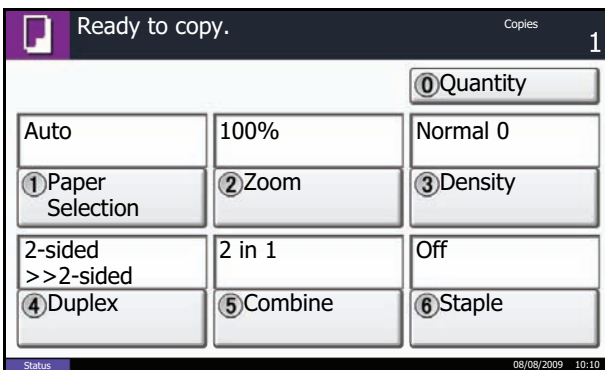 Ready to copy.
Copies
1
0 Quantity
Auto
100%
Normal 0
1 Paper
Selection
2 Zoom
3 Density
2-sided
>>2-sided
2 in 1
Off
4 Duplex
5 Combine
6 Staple
Status
08/08/2009 10:10